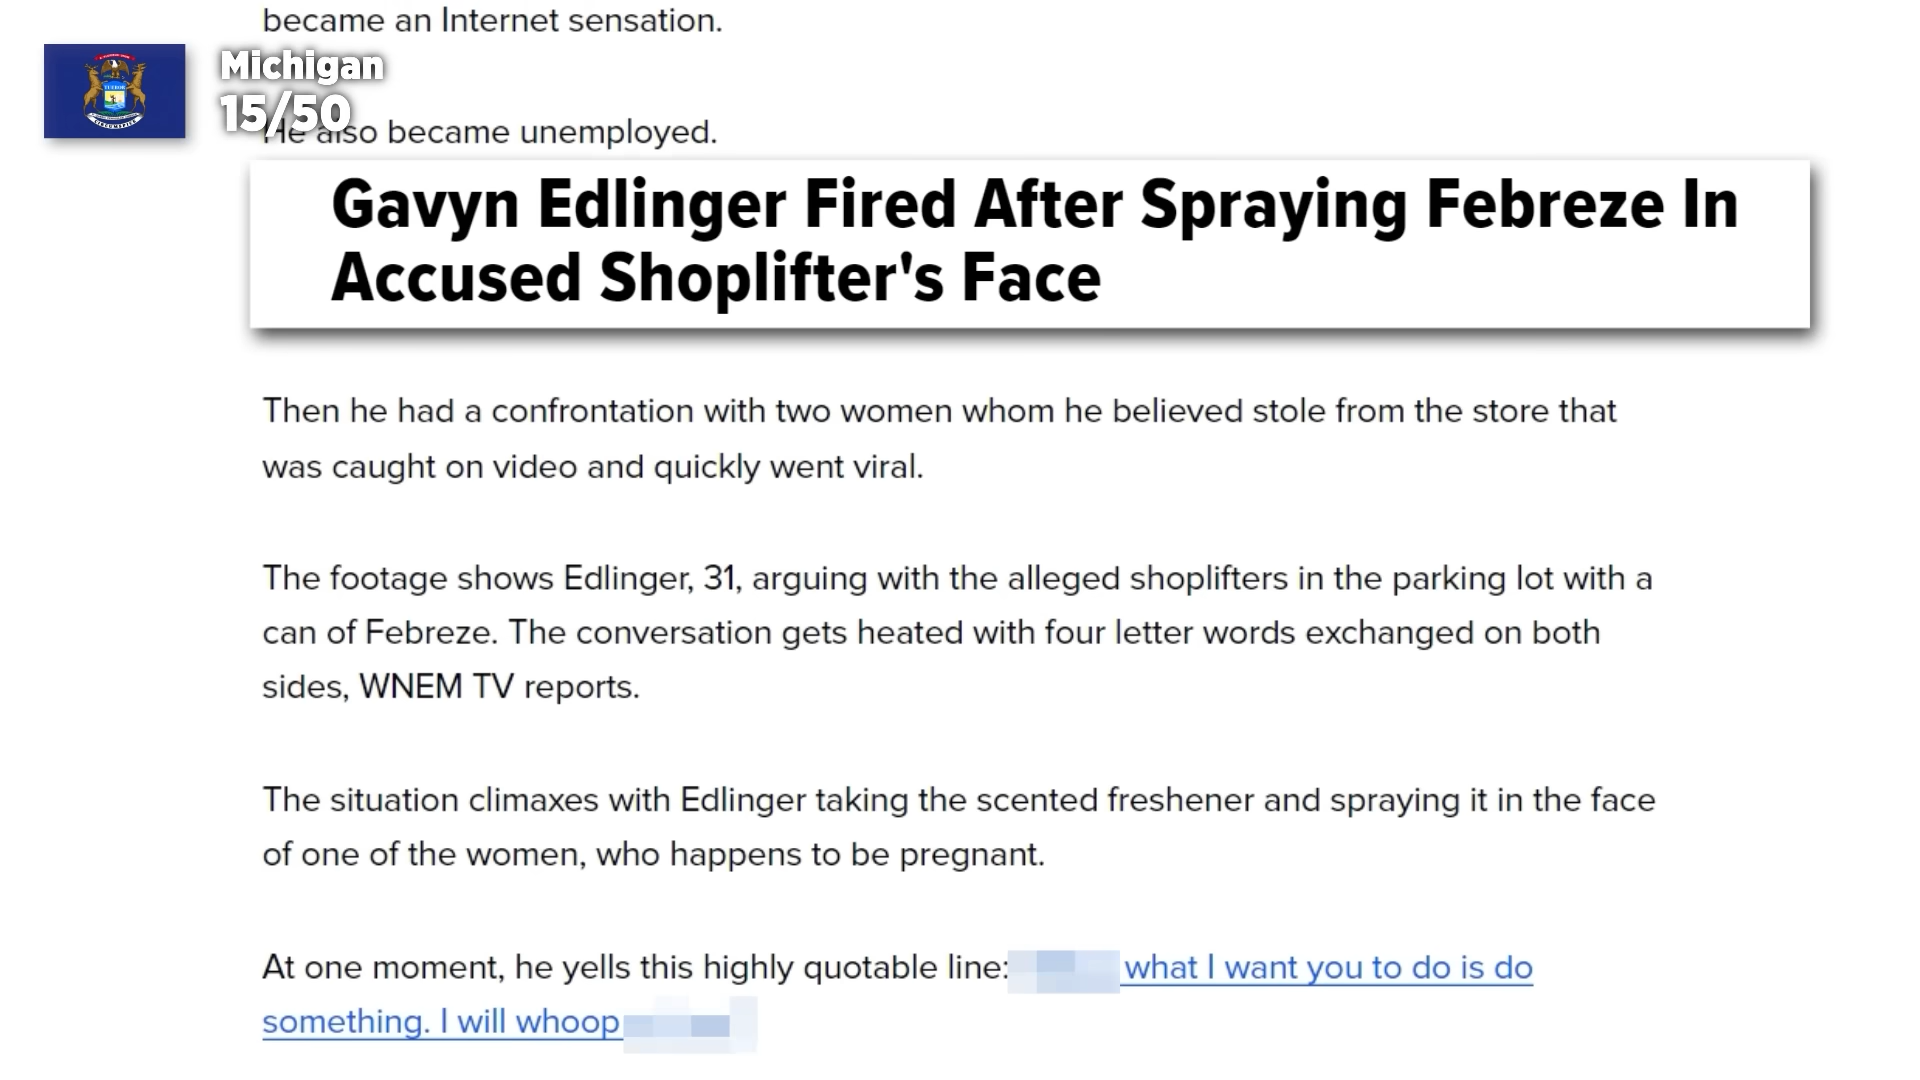 became an Internet sensation.
Michigan
15/50
He also became unemployed.
Gavyn Edlinger Fired After Spraying Febreze In
Accused Shoplifter's Face
Then he had a confrontation with two women whom he believed stole from the store that
was caught on video and quickly went viral.
The footage shows Edlinger, 31, arguing with the alleged shoplifters in the parking lot with a
can of Febreze. The conversation gets heated with four letter words exchanged on both
sides, WNEM TV reports.
The situation climaxes with Edlinger taking the scented freshener and spraying it in the face
of one of the women, who happens to be pregnant.
At one moment, he yells this highly quotable line: what I want you to do is do
something. I will whoop